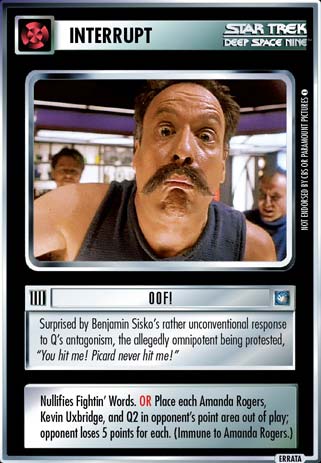 INTERRUPT
STAR TREK
DEEP SPACE NINE
NOT ENDORSED BY CBS OR PARAMOUNT PICTURES
OOF!
Surprised by Benjamin Sisko's rather unconventional response
to Q's antagonism, the allegedly omnipotent being protested,
"You hit me! Picard never hit me!"
Nullifies Fightin' Words. OR Place each Amanda Rogers,
Kevin Uxbridge, and Q2 in opponent's point area out of play;
opponent loses 5 points for each. (Immune to Amanda Rogers.)
ERRATA